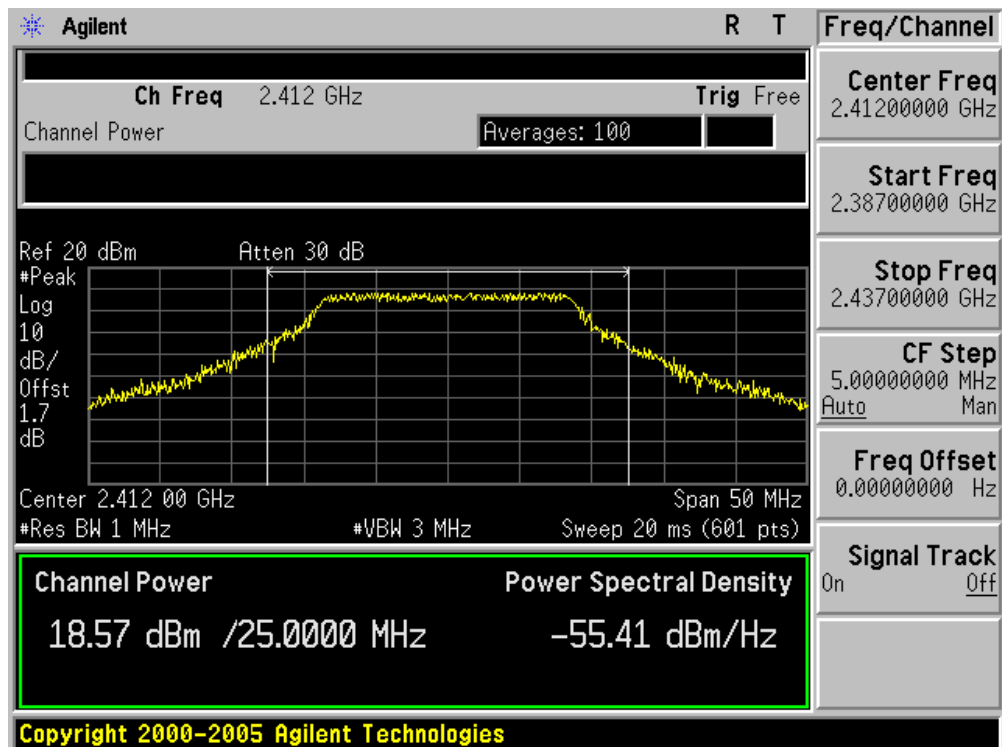 Agilent
R T
Freq/Channel
Ch Freq 2.412 GHz
Trig Free
Channel Power
Averages: 100
Ref 20 dBm
Atten 30 dB
#Peak
Log
10
dB/
Offst
1.7
dB
Center 2.412 00 GHz
Span 50 MHz
#Res BW 1 MHz
#VBW 3 MHz
Sweep 20 ms (601 pts)
Channel Power
Power Spectral Density
18.57 dBm /25.0000 MHz
-55.41 dBm/Hz
Center Freq
2.41200000 GHz
Start Freq
2.38700000 GHz
Stop Freq
2.43700000 GHz
CF Step
5.00000000 MHz
Auto Man
Freq Offset
0.00000000 Hz
Signal Track
On Off
Copyright 2000-2005 Agilent Technologies